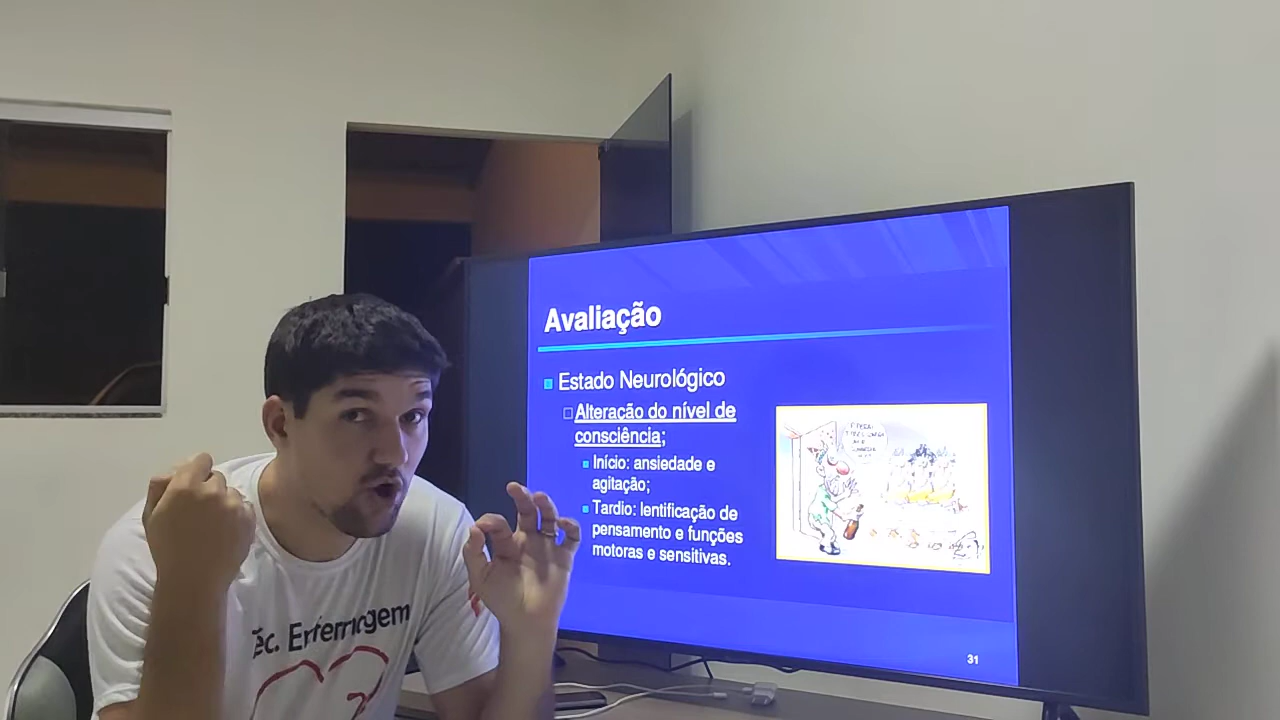 Avaliação
Estado Neurológico
Alteração do nível de
consciência;
Início: ansiedade e
agitação;
Tardio: lentificação de
pensamento e funções
motoras e sensitivas.
31
Téc. Enfermagem